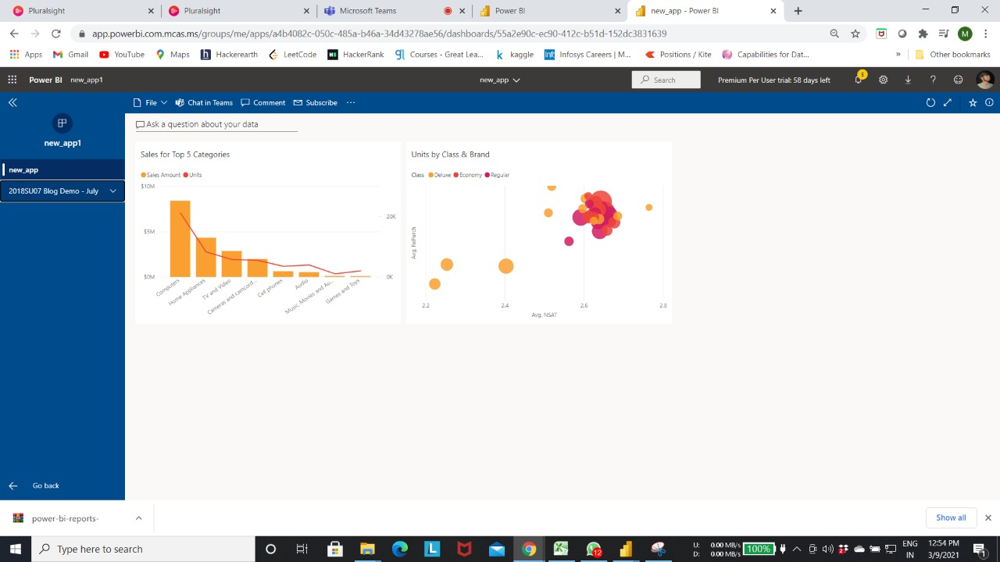 Pluralsight
Pluralsight
Microsoft Teams
Power BI
new_app - Power BI
app.powerbi.com.mcas.ms/groups/me/apps/a4b4082c-050c-485a-b46a-34d43270ae56/dashboards/55a2e90c-ec90-412c-b51d-152dc3831639
M
Apps
Gmail
YouTube
Maps
Hackerearth
LeetCode
HackerRank
Courses - Great Lea...
kaggle
Infosys Careers | M...
Positions / Kite
Capabilities for Dat...
»
Other bookmarks
Power BI
new_app1
new_app
Search
Premium Per User trial: 58 days left
5
File
Chat in Teams
Comment
Subscribe
...
new_app1
new_app
2018SU07 Blog Demo - July
Go back
Ask a question about your data
Sales for Top 5 Categories
Sales Amount Units
$10M
$5M
$0M
20K
0K
Computers
Home Appliances
TV and Video
Cameras and camcord...
Cell phones
Audio
Music, Movies and Au...
Games and Toys
Units by Class & Brand
Class Deluxe Economy Regular
Avg. RePurch
2.2 2.4 2.6 2.8
Avg. NSAT
power-bi-reports-
Show all
Type here to search
12
U: 0.00 MB/s
D: 0.00 MB/s
100%
ENG
IN
12:54 PM
3/9/2021